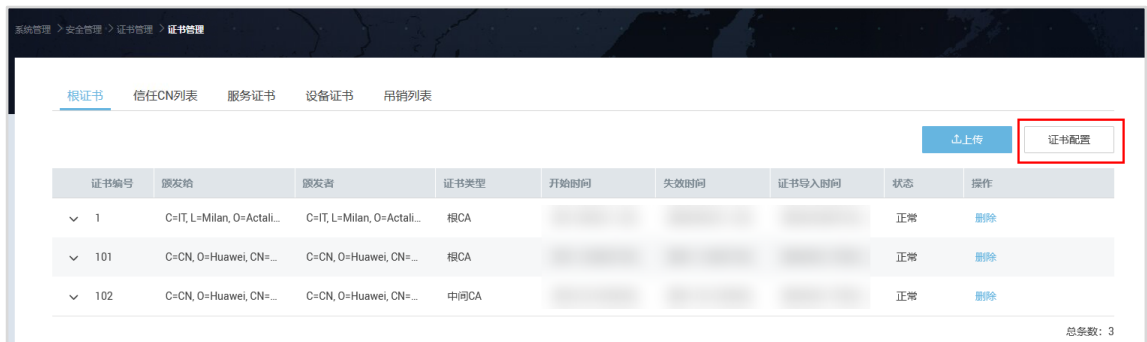 系统管理 > 安全管理 > 证书管理 > 证书管理
根证书 信任CN列表 服务证书 设备证书 吊销列表
上传 证书配置
证书编号 颁发给 颁发者 证书类型 开始时间 失效时间 证书导入时间 状态 操作
1 C=IT, L=Milan, O=Actali... C=IT, L=Milan, O=Actali... 根CA 正常 删除
101 C=CN, O=Huawei, CN=... C=CN, O=Huawei, CN=... 根CA 正常 删除
102 C=CN, O=Huawei, CN=... C=CN, O=Huawei, CN=... 中间CA 正常 删除
总条数: 3